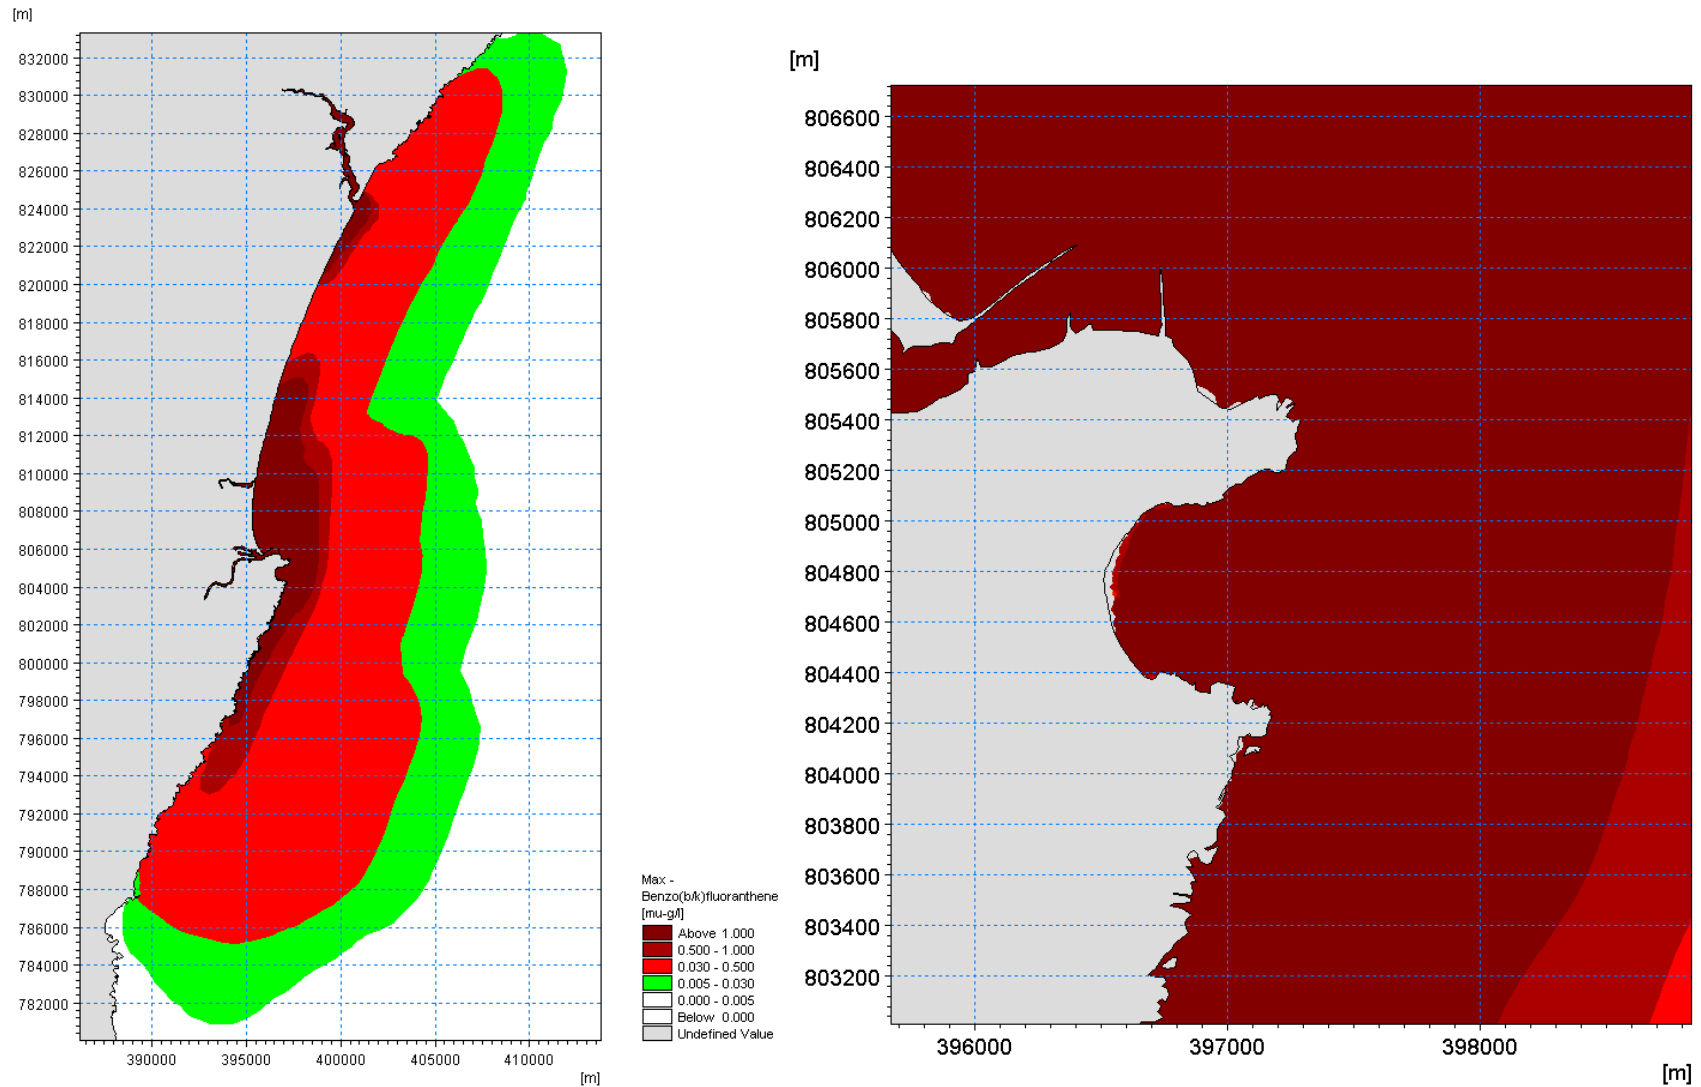 [m]
832000
830000
828000
826000
824000
822000
820000
818000
816000
814000
812000
810000
808000
806000
804000
802000
800000
798000
796000
794000
792000
790000
788000
786000
784000
782000
390000 395000 400000 405000 410000
[m]
Max -
Benzo(b/k)fluoranthene
[mu-g/l]
Above 1.000
0.500 - 1.000
0.030 - 0.500
0.005 - 0.030
0.000 - 0.005
Below 0.000
Undefined Value
[m]
806600
806400
806200
806000
805800
805600
805400
805200
805000
804800
804600
804400
804200
804000
803800
803600
803400
803200
396000 397000 398000
[m]